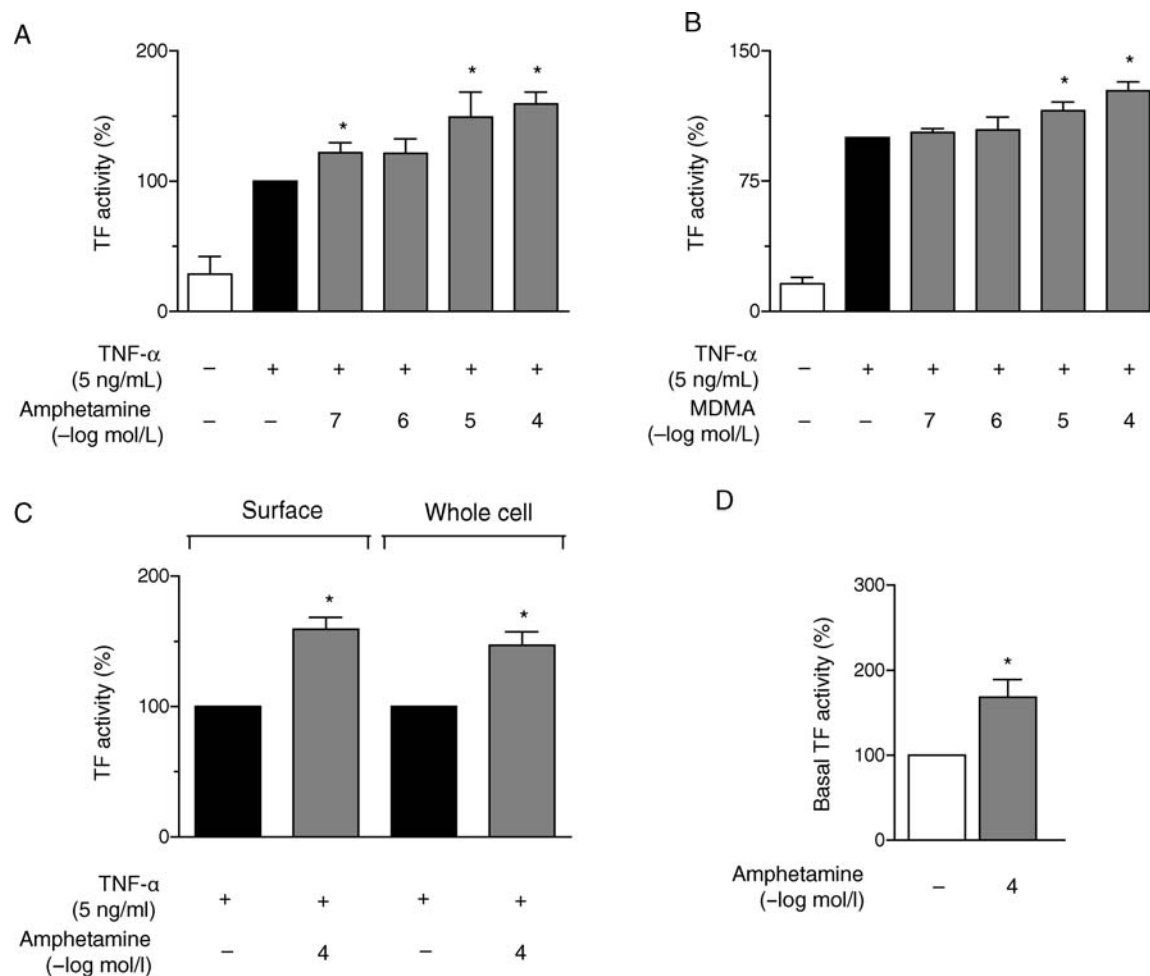 A
200
100
0
TF activity (%)
* * *
TNF-α
(5 ng/mL)
– + + + + +
Amphetamine
(–log mol/L)
– – 7 6 5 4
B
150
75
0
TF activity (%)
* *
TNF-α
(5 ng/mL)
– + + + + +
MDMA
(–log mol/L)
– – 7 6 5 4
C
Surface Whole cell
200
100
0
TF activity (%)
* *
TNF-α
(5 ng/ml)
+ + + +
Amphetamine
(–log mol/l)
– 4 – 4
D
300
200
100
0
Basal TF activity (%)
*
Amphetamine
(–log mol/l)
– 4